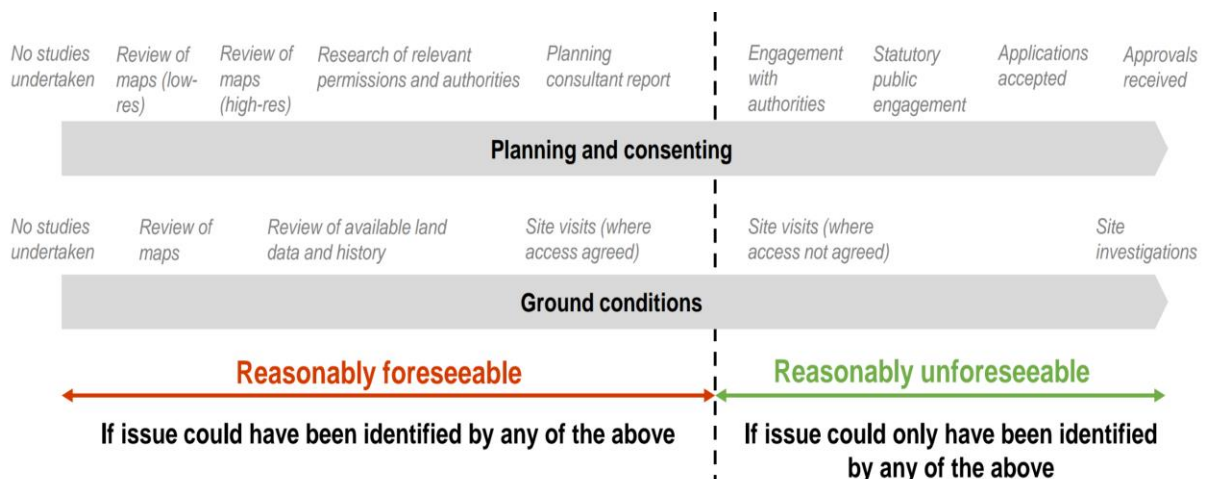 No studies
undertaken
Review of
maps (low-
res)
Review of
maps
(high-res)
Research of relevant
permissions and authorities
Planning
consultant report
Engagement
with
authorities
Statutory
public
engagement
Applications
accepted
Approvals
received
Planning and consenting
No studies
undertaken
Review of
maps
Review of available land
data and history
Site visits (where
access agreed)
Site visits (where
access not agreed)
Site
investigations
Ground conditions
Reasonably foreseeable
Reasonably unforeseeable
If issue could have been identified by any of the above
If issue could only have been identified
by any of the above